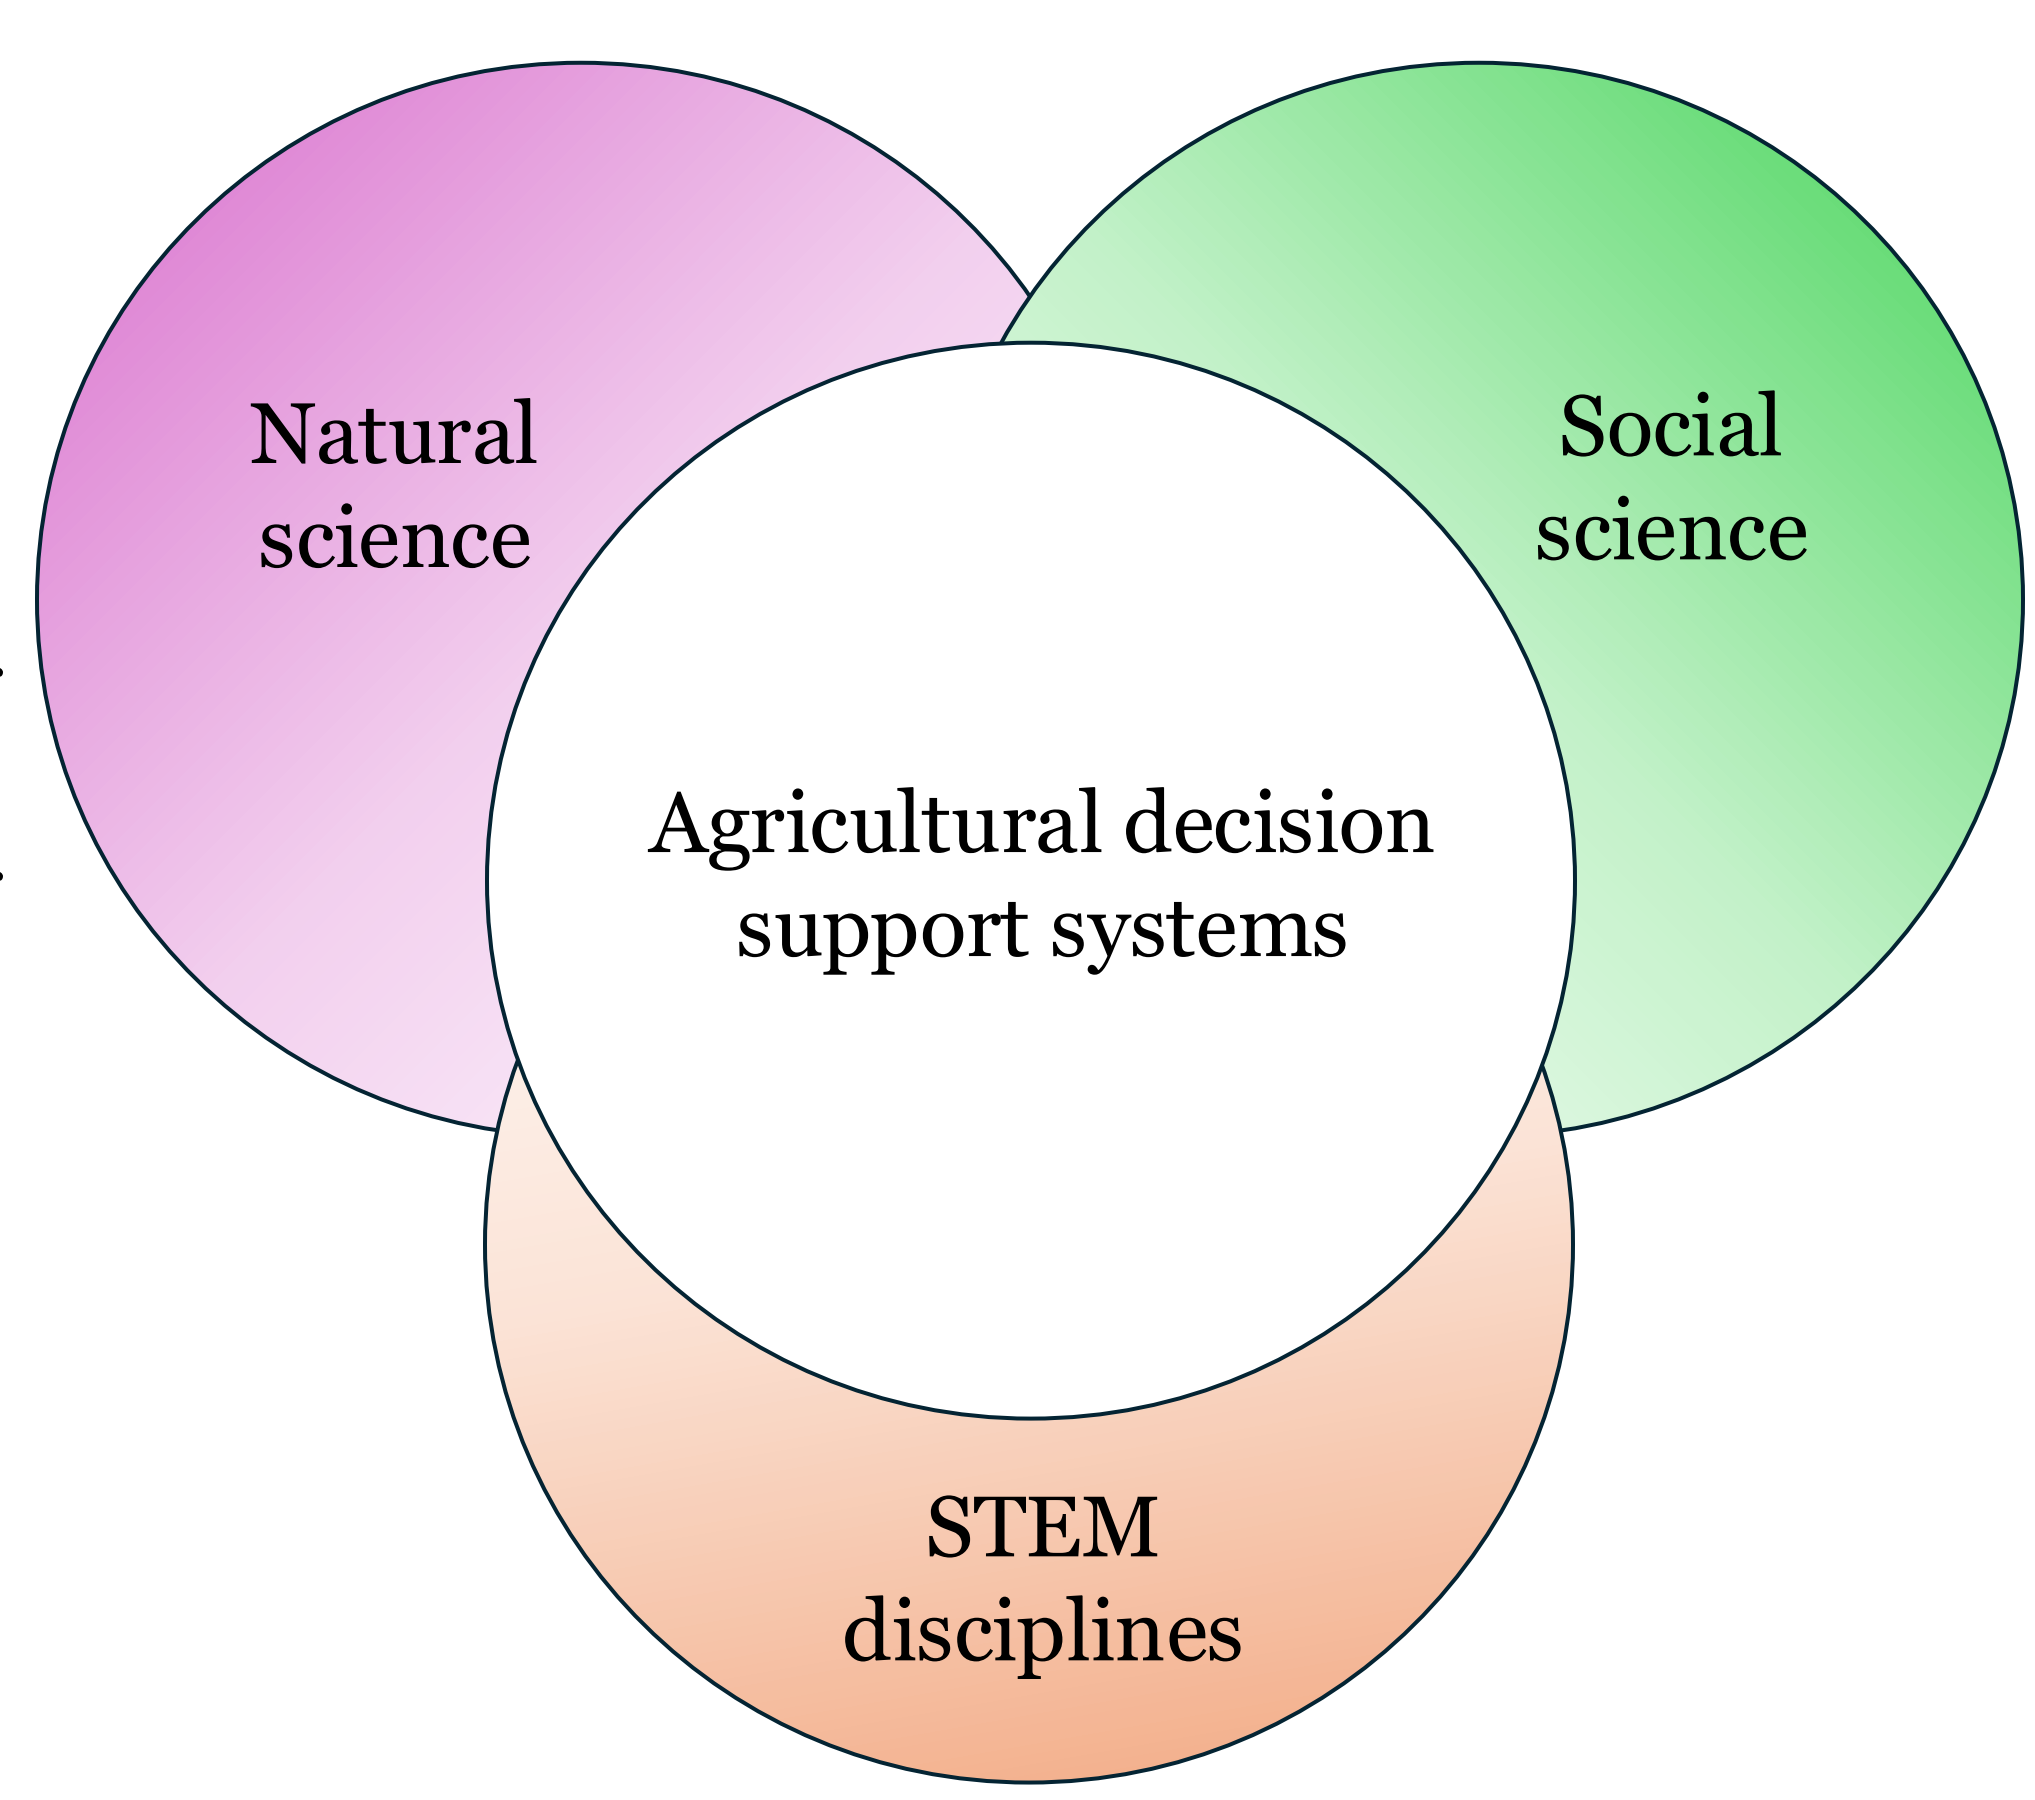 Natural
science
Social
science
Agricultural decision
support systems
STEM
disciplines